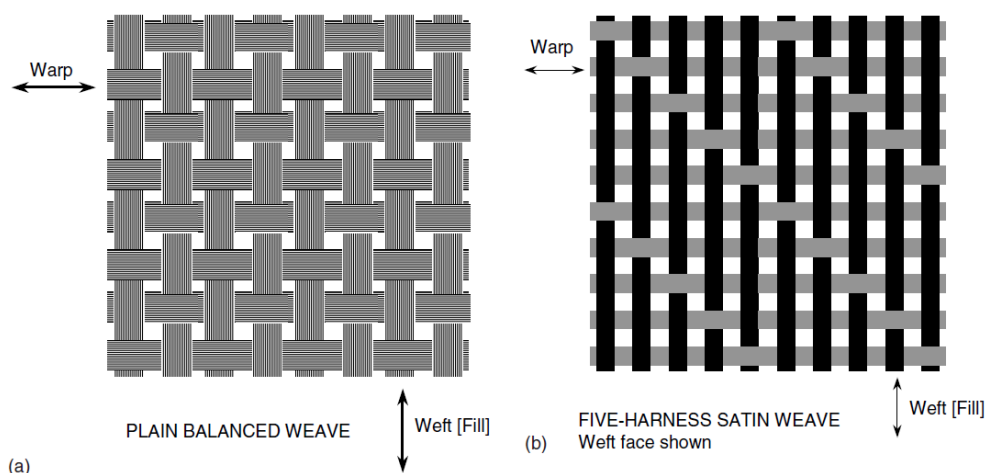 Warp
PLAIN BALANCED WEAVE
Weft [Fill]
(a)
Warp
FIVE-HARNESS SATIN WEAVE
Weft face shown
Weft [Fill]
(b)